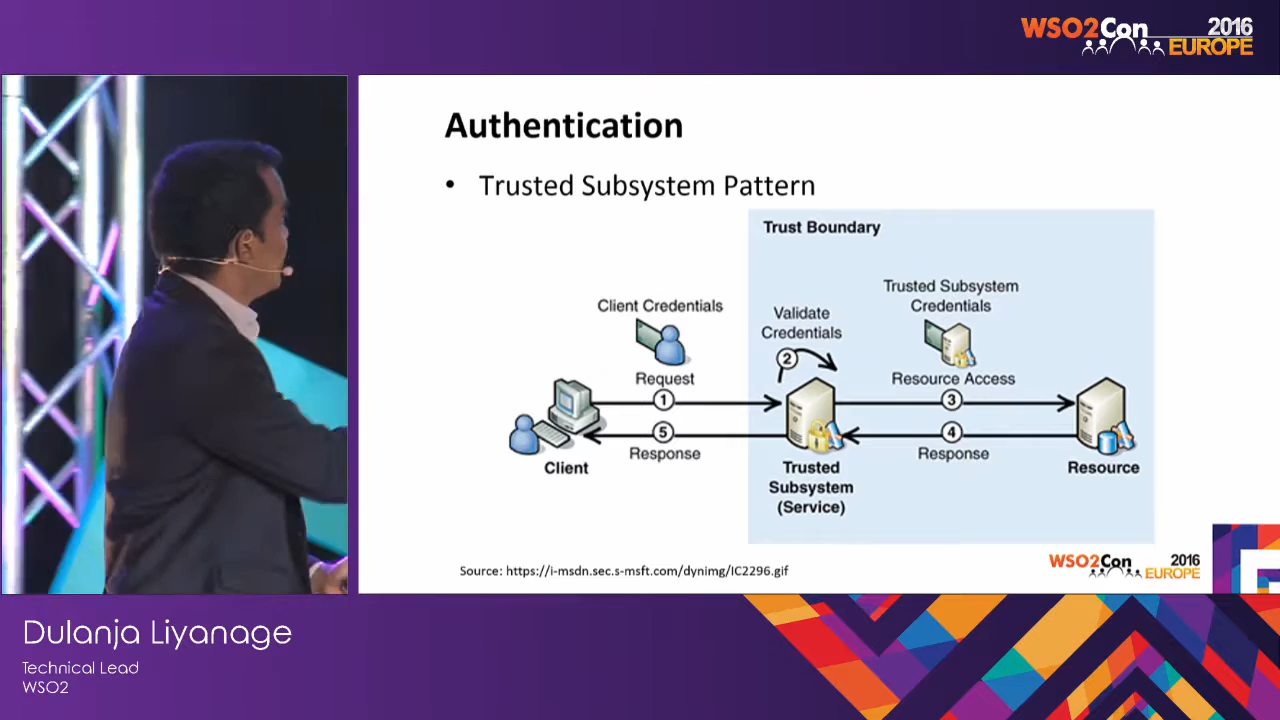 WSO2Con 2016
EUROPE
Authentication
• Trusted Subsystem Pattern
Trust Boundary
Client Credentials
Request
1
5
Response
Client
Validate
Credentials
2
Trusted
Subsystem
(Service)
Trusted Subsystem
Credentials
Resource Access
3
4
Response
Resource
Source: https://i-msdn.sec.s-msft.com/dynimg/IC2296.gif
WSO2Con 2016
EUROPE
Dulanja Liyanage
Technical Lead
WSO2